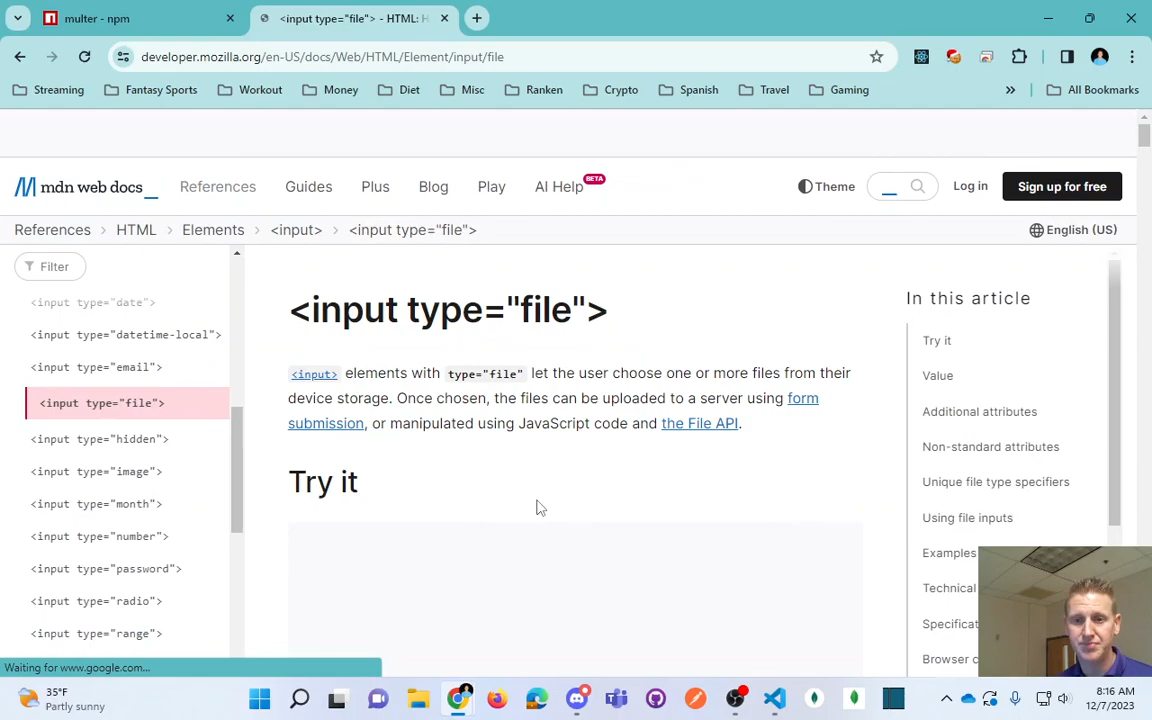 multer - npm
<input type="file"> - HTML: H
developer.mozilla.org/en-US/docs/Web/HTML/Element/input/file
Streaming
Fantasy Sports
Workout
Money
Diet
Misc
Ranken
Crypto
Spanish
Travel
Gaming
»
All Bookmarks
mdn web docs_
References
Guides
Plus
Blog
Play
AI Help BETA
Theme
Log in
Sign up for free
References > HTML > Elements > <input> > <input type="file">
English (US)
Filter
<input type="date">
<input type="datetime-local">
<input type="email">
<input type="file">
<input type="hidden">
<input type="image">
<input type="month">
<input type="number">
<input type="password">
<input type="radio">
<input type="range">
<input type="file">
<input> elements with type="file" let the user choose one or more files from their
device storage. Once chosen, the files can be uploaded to a server using form
submission, or manipulated using JavaScript code and the File API.
Try it
In this article
Try it
Value
Additional attributes
Non-standard attributes
Unique file type specifiers
Using file inputs
Examples
Technical
Specificat
Browser c
Waiting for www.google.com...
35°F
Partly sunny
8:16 AM
12/7/2023